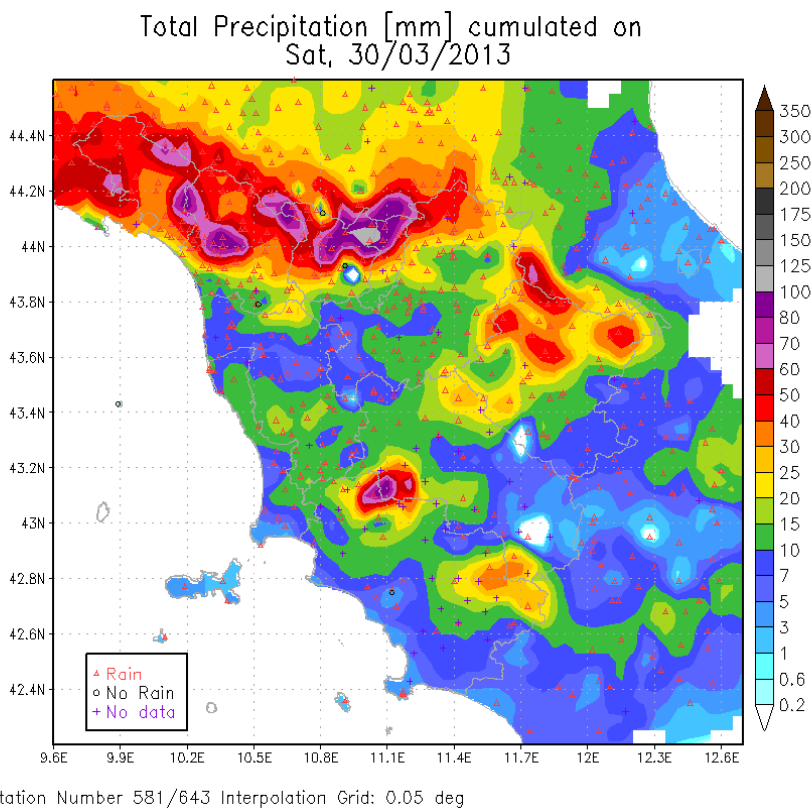 Total Precipitation [mm] cumulated on
Sat, 30/03/2013
44.4N
44.2N
44N
43.8N
43.6N
43.4N
43.2N
43N
42.8N
42.6N
42.4N
9.6E 9.9E 10.2E 10.5E 10.8E 11.1E 11.4E 11.7E 12E 12.3E 12.6E
350
300
250
200
175
150
125
100
80
70
60
50
40
30
25
20
15
10
7
5
3
1
0.6
0.2
Rain
No Rain
No data
tation Number 581/643 Interpolation Grid: 0.05 deg